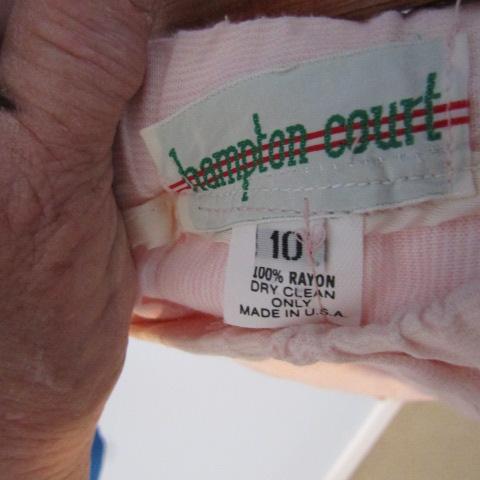 hampton court
10
100% RAYON
DRY CLEAN
ONLY
MADE IN U.S.A.